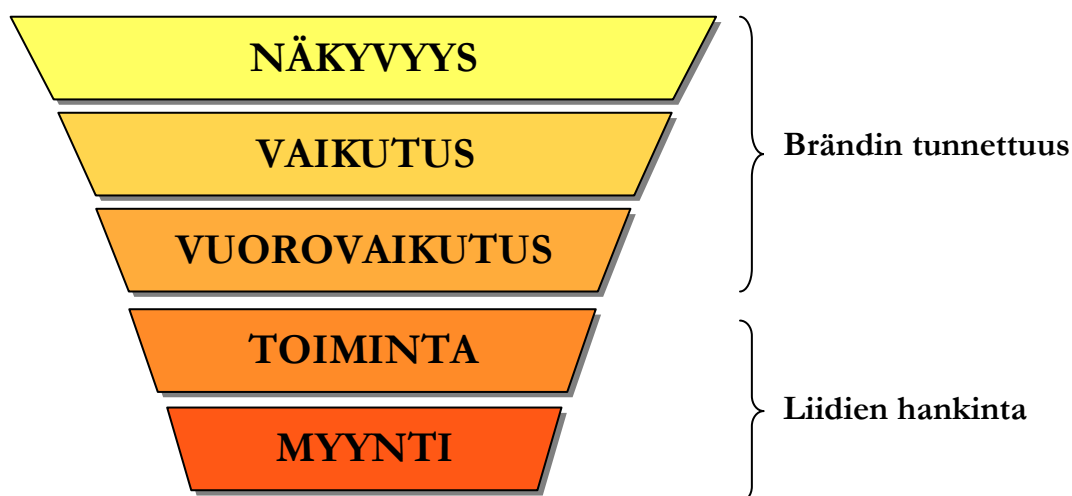 NÄKYVYYS
VAIKUTUS
VUOROVAIKUTUS
Brändin tunnettuus
TOIMINTA
MYYNTI
Liidien hankinta